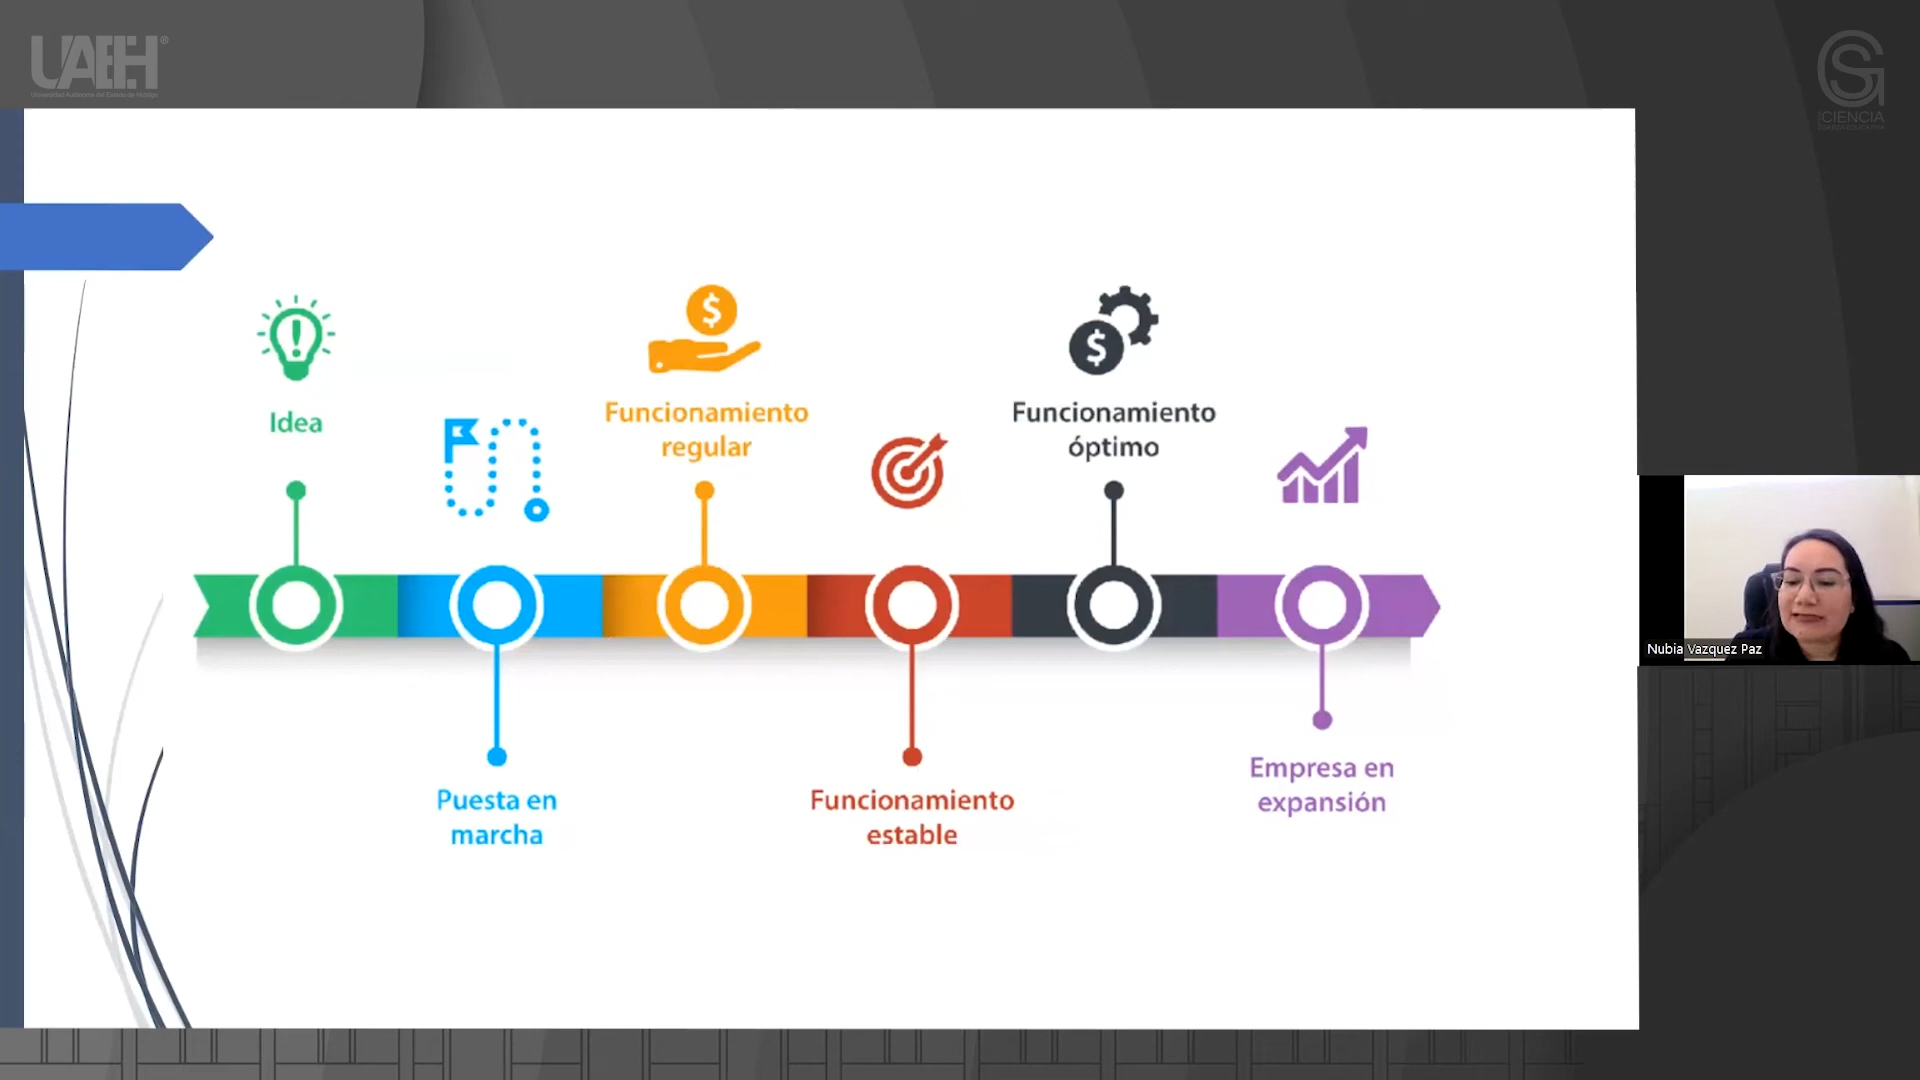 UAEH
Universidad Autónoma del Estado de Hidalgo
CIENCIA
Idea
Puesta en
marcha
$
Funcionamiento
regular
Funcionamiento
estable
$
Funcionamiento
óptimo
Empresa en
expansión
Nubia Vazquez Paz